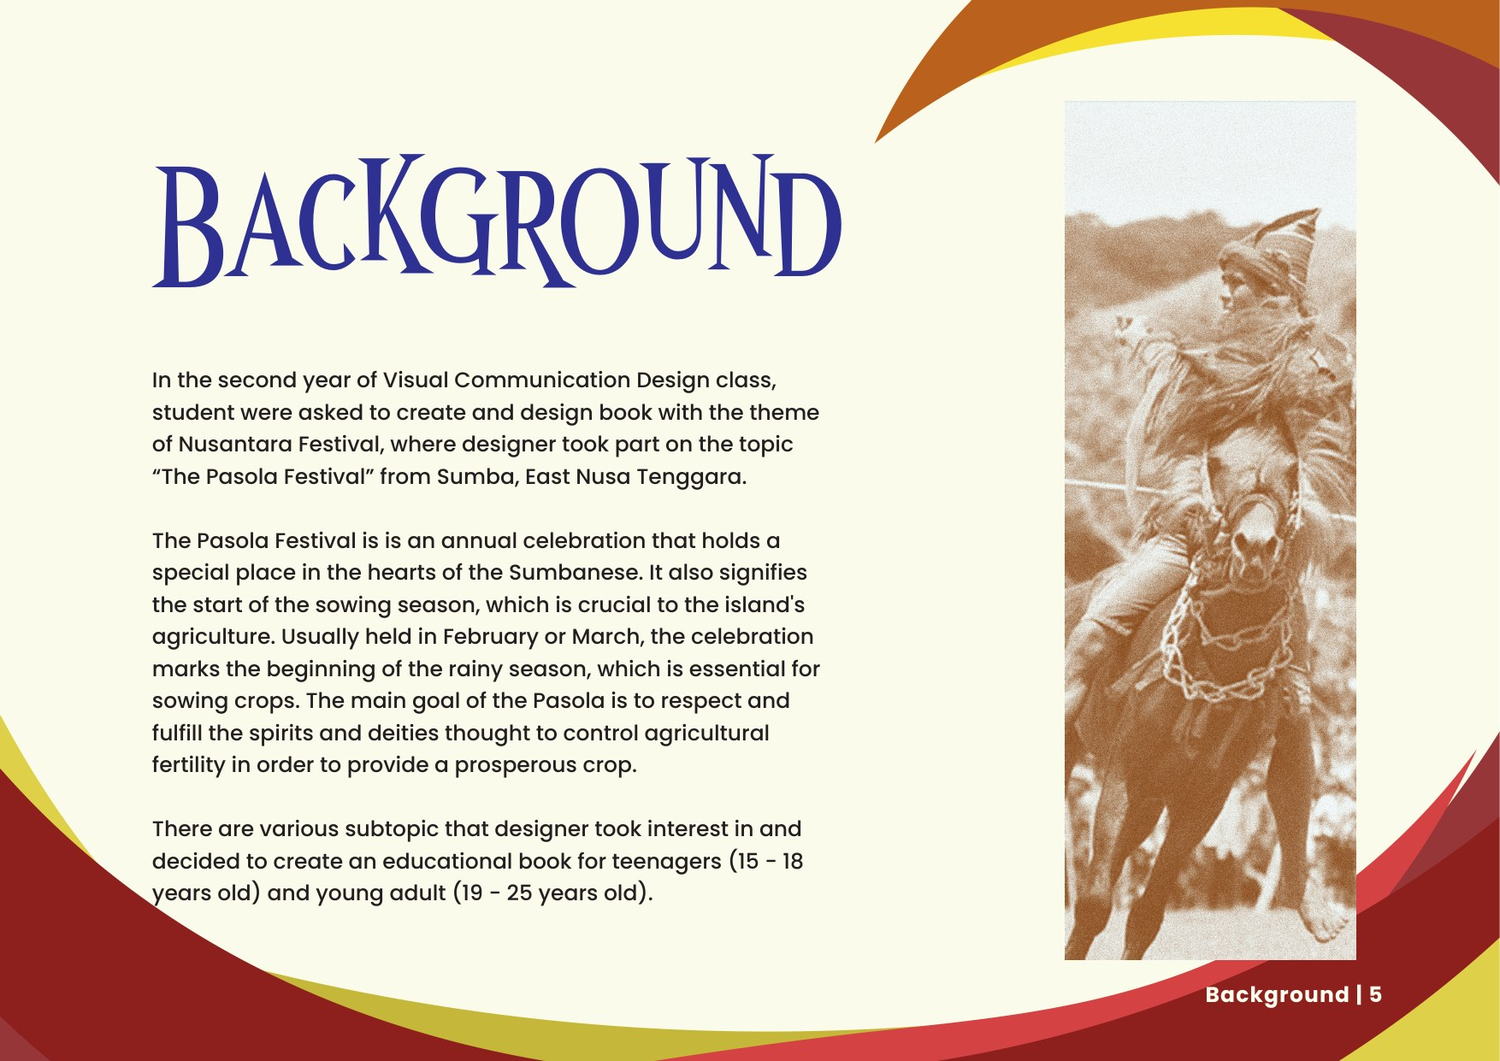 BACKGROUND
In the second year of Visual Communication Design class,
student were asked to create and design book with the theme
of Nusantara Festival, where designer took part on the topic
“The Pasola Festival” from Sumba, East Nusa Tenggara.
The Pasola Festival is is an annual celebration that holds a
special place in the hearts of the Sumbanese. It also signifies
the start of the sowing season, which is crucial to the island's
agriculture. Usually held in February or March, the celebration
marks the beginning of the rainy season, which is essential for
sowing crops. The main goal of the Pasola is to respect and
fulfill the spirits and deities thought to control agricultural
fertility in order to provide a prosperous crop.
There are various subtopic that designer took interest in and
decided to create an educational book for teenagers (15 - 18
years old) and young adult (19 - 25 years old).
Background | 5